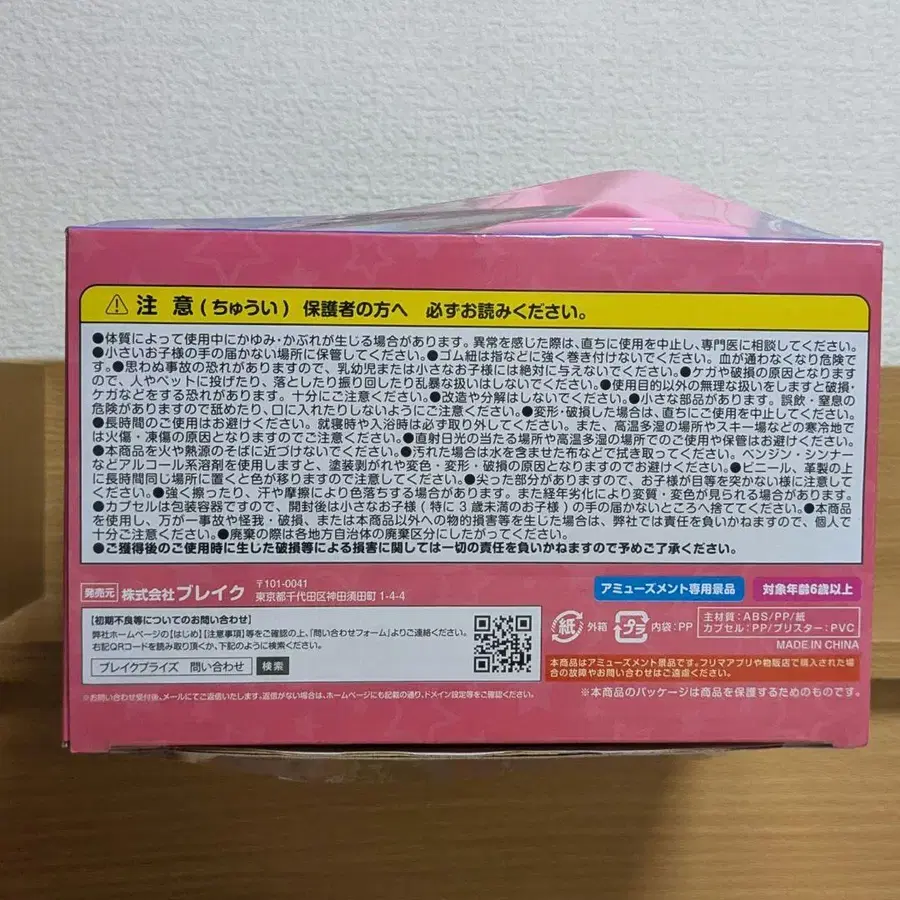 ⚠ 注 意 (ちゅうい) 保護者の方へ 必ずお読みください。
●体質によって使用中にかゆみ・かぶれが生じる場合があります。異常を感じた際は、直ちに使用を中止し、専門医に相談してください。
●小さいお子様の手の届かない場所に保管してください。●ゴム紐は指などに強く巻き付けないでください。血が通わなくなり危険で
す。●思わぬ事故の恐れがありますので、乳幼児または小さなお子様には絶対に与えないでください。●ケガや破損の原因となります
ので、人やペットに投げたり、落としたり振り回したり乱暴な扱いはしないでください。●使用目的以外の無理な扱いをしますと破損・
ケガなどをする恐れがあります。十分にご注意ください。●改造や分解はしないでください。●小さな部品があります。誤飲・窒息の
危険がありますので舐めたり、口に入れたりしないようにご注意ください。●変形・破損した場合は、直ちにご使用を中止してください。
●長時間のご使用はお避けください。就寝時や入浴時は必ず取り外してください。また、高温多湿の場所やスキー場などの寒冷地で
は火傷・凍傷の原因となりますのでご注意ください。●直射日光の当たる場所や高温多湿の場所でのご使用や保管はお避けください。
●本商品を火や熱源のそばに近づけないでください。●汚れた場合は水を含ませた布などで拭き取ってください。ベンジン・シンナー
などアルコール系溶剤を使用しますと、塗装剥がれや変色・変形・破損の原因となりますのでお避けください。●ビニール、革製の上
に長時間同じ場所に置くと色が移りますので注意してください。●尖った部分がありますので、お子様が目等を突かない様に注意して
ください。●強く擦ったり、汗や摩擦により色落ちする場合があります。また経年劣化により変質・変色が見られる場合があります。
●カプセルは包装容器ですので、開封後は小さなお子様(特に3歳未満のお子様)の手の届かないところへ捨ててください。●本商品
を使用し、万が一事故や怪我・破損、または本商品以外への物的損害等を生じた場合は、弊社では責任を負いかねますので、個人で
十分ご注意ください。●廃棄の際は各地方自治体の廃棄区分にしたがってください。
●ご獲得後のご使用時に生じた破損等による損害に関しては一切の責任を負いかねますので予めご了承ください。
発売元 株式会社ブレイク 〒101-0041
東京都千代田区神田須田町 1-4-4
アミューズメント専用景品 対象年齢6歳以上
【初期不良等についてのお問い合わせ】
弊社ホームページの【はじめ】【注意事項】等をご確認の上、「問い合わせフォーム」よりご連絡ください。
右記QRコードを読み取り頂くか、下記のように検索ください。
ブレイクプライズ 問い合わせ 検索
紙 外箱 プラ 内袋:PP
主材質:ABS/PP/紙
カプセル:PP/ブリスター:PVC
MADE IN CHINA
本商品はアミューズメント景品です。フリマアプリや物販店で購入された場
合の故障やお問い合わせはご遠慮ください。
※お問い合わせ受付後、メールにてご返信いたします。返信がない場合は、ホームページにも記載の通り、ドメイン設定等をご確認ください。
※本商品のパッケージは商品を保護するためのものです。